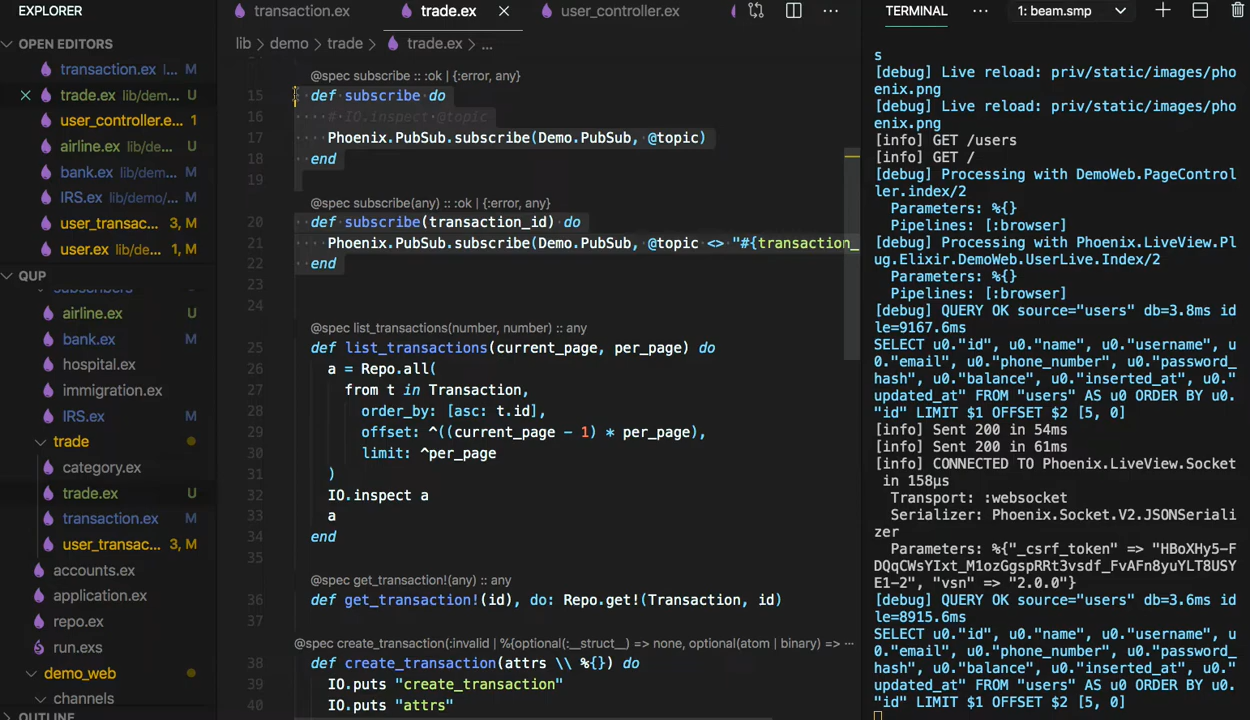 EXPLORER
OPEN EDITORS
transaction.ex l... M
trade.ex lib/dem... U
user_controller.e... 1
airline.ex lib/de... U
bank.ex lib/dem... M
IRS.ex lib/demo/... M
user_transac... 3, M
user.ex lib/de... 1, M
QUP
subscribers
airline.ex U
bank.ex M
hospital.ex
immigration.ex
IRS.ex M
trade
category.ex
trade.ex U
transaction.ex M
user_transac... 3, M
accounts.ex
application.ex
repo.ex
run.exs
demo_web
channels
OUTLINE
transaction.ex
trade.ex
user_controller.ex
lib > demo > trade > trade.ex > ...
@spec subscribe :: :ok | {:error, any}
15 def subscribe do
16 # IO.inspect @topic
17 Phoenix.PubSub.subscribe(Demo.PubSub, @topic)
18 end
19
@spec subscribe(any) :: :ok | {:error, any}
20 def subscribe(transaction_id) do
21 Phoenix.PubSub.subscribe(Demo.PubSub, @topic <> "#{transaction_
22 end
23
24
@spec list_transactions(number, number) :: any
25 def list_transactions(current_page, per_page) do
26 a = Repo.all(
27 from t in Transaction,
28 order_by: [asc: t.id],
29 offset: ^((current_page - 1) * per_page),
30 limit: ^per_page
31 )
32 IO.inspect a
33 a
34 end
35
@spec get_transaction!(any) :: any
36 def get_transaction!(id), do: Repo.get!(Transaction, id)
37
@spec create_transaction(:invalid | %{optional(:__struct__) => none, optional(atom | binary) => ...
38 def create_transaction(attrs \\ %{}) do
39 IO.puts "create_transaction"
40 IO.puts "attrs"
TERMINAL
1: beam.smp
s
[debug] Live reload: priv/static/images/pho
enix.png
[debug] Live reload: priv/static/images/pho
enix.png
[info] GET /users
[info] GET /
[debug] Processing with DemoWeb.PageControl
ler.index/2
Parameters: %{}
Pipelines: [:browser]
[debug] Processing with Phoenix.LiveView.Pl
ug.Elixir.DemoWeb.UserLive.Index/2
Parameters: %{}
Pipelines: [:browser]
[debug] QUERY OK source="users" db=3.8ms id
le=9167.6ms
SELECT u0."id", u0."name", u0."username", u
0."email", u0."phone_number", u0."password_
hash", u0."balance", u0."inserted_at", u0."
updated_at" FROM "users" AS u0 ORDER BY u0.
"id" LIMIT $1 OFFSET $2 [5, 0]
[info] Sent 200 in 54ms
[info] Sent 200 in 61ms
[info] CONNECTED TO Phoenix.LiveView.Socket
in 158µs
Transport: :websocket
Serializer: Phoenix.Socket.V2.JSONSeriali
zer
Parameters: %{"_csrf_token" => "HBoXHy5-F
DQqCWsYIxt_M1ozGgspRRt3vsdf_FvAFn8yuYLT8USY
E1-2", "vsn" => "2.0.0"}
[debug] QUERY OK source="users" db=3.6ms id
le=8915.6ms
SELECT u0."id", u0."name", u0."username", u
0."email", u0."phone_number", u0."password_
hash", u0."balance", u0."inserted_at", u0."
updated_at" FROM "users" AS u0 ORDER BY u0.
"id" LIMIT $1 OFFSET $2 [5, 0]